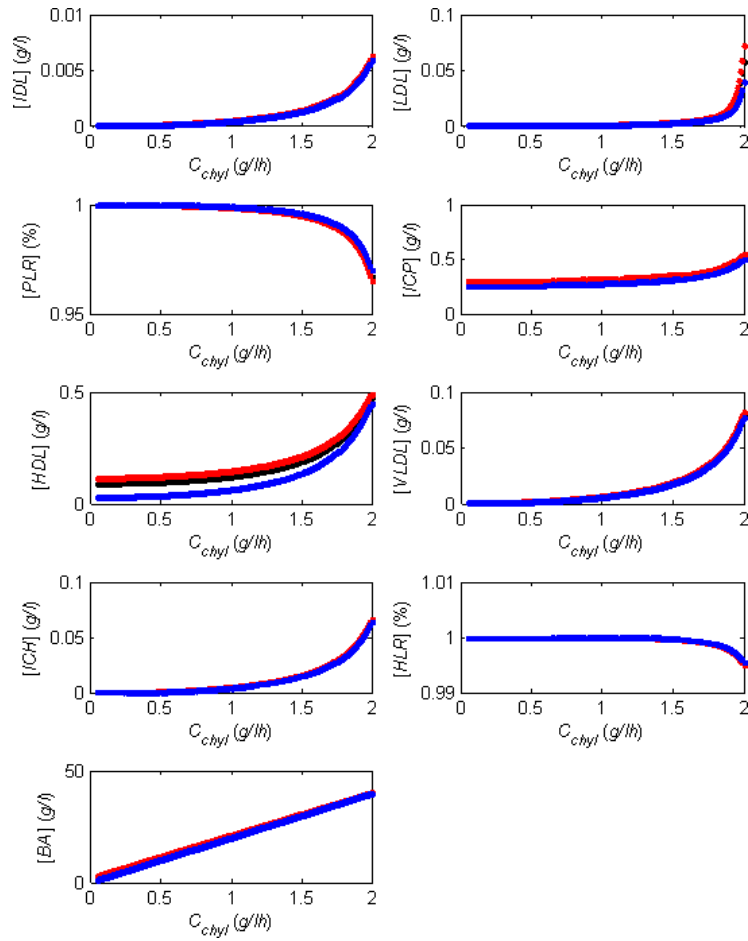 0.01
0.005
0
[IDL] (g/l)
0 0.5 1 1.5 2
C_chyl (g/lh)
0.1
0.05
0
[LDL] (g/l)
0 0.5 1 1.5 2
C_chyl (g/lh)
1
0.95
[PLR] (%)
0 0.5 1 1.5 2
C_chyl (g/lh)
1
0.5
0
[ICP] (g/l)
0 0.5 1 1.5 2
C_chyl (g/lh)
0.5
0
[HDL] (g/l)
0 0.5 1 1.5 2
C_chyl (g/lh)
0.1
0.05
0
[VLDL] (g/l)
0 0.5 1 1.5 2
C_chyl (g/lh)
0.1
0.05
0
[ICH] (g/l)
0 0.5 1 1.5 2
C_chyl (g/lh)
1.01
1
0.99
[HLR] (%)
0 0.5 1 1.5 2
C_chyl (g/lh)
50
0
[BA] (g/l)
0 0.5 1 1.5 2
C_chyl (g/lh)